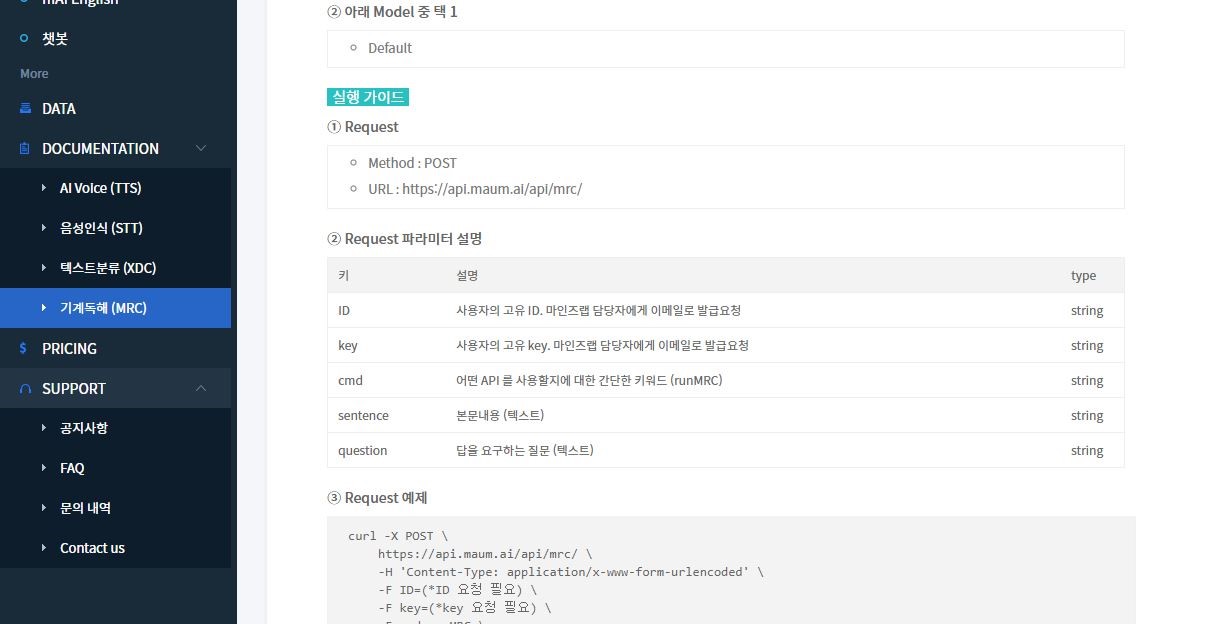 mAI English
챗봇
More
DATA
DOCUMENTATION
AI Voice (TTS)
음성인식 (STT)
텍스트분류 (XDC)
기계독해 (MRC)
PRICING
SUPPORT
공지사항
FAQ
문의 내역
Contact us
② 아래 Model 중 택 1
Default
실행 가이드
① Request
Method : POST
URL : https://api.maum.ai/api/mrc/
② Request 파라미터 설명
키 설명 type
ID 사용자의 고유 ID. 마인즈랩 담당자에게 이메일로 발급요청 string
key 사용자의 고유 key. 마인즈랩 담당자에게 이메일로 발급요청 string
cmd 어떤 API 를 사용할지에 대한 간단한 키워드 (runMRC) string
sentence 본문내용 (텍스트) string
question 답을 요구하는 질문 (텍스트) string
③ Request 예제
curl -X POST \
https://api.maum.ai/api/mrc/ \
-H 'Content-Type: application/x-www-form-urlencoded' \
-F ID=(*ID 요청 필요) \
-F key=(*key 요청 필요) \